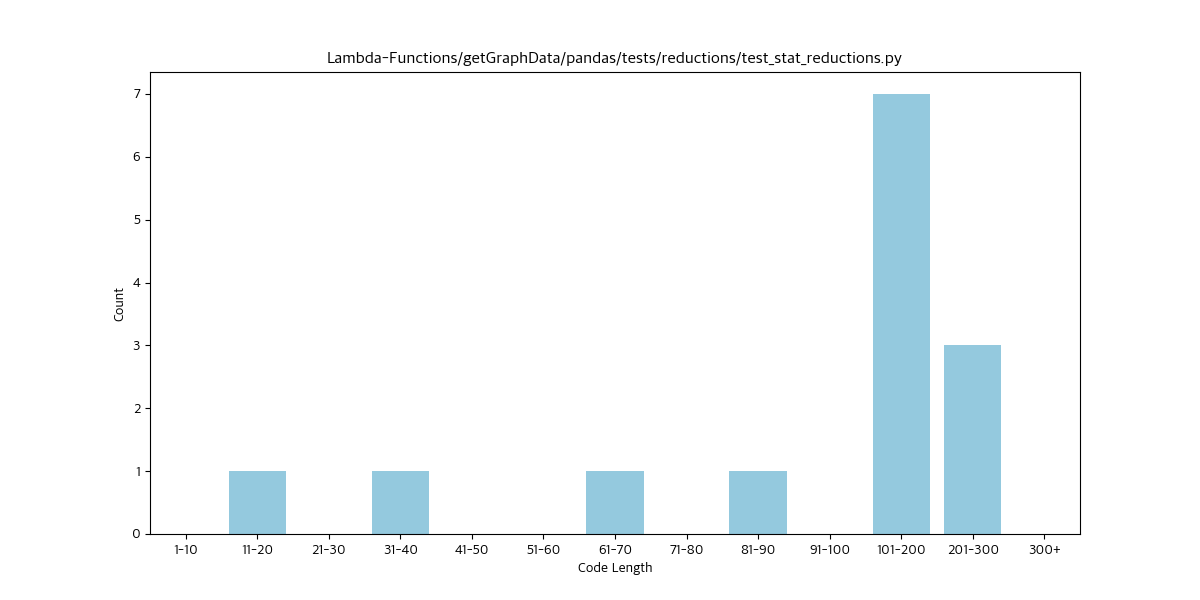 Lambda-Functions/getGraphData/pandas/tests/reductions/test_stat_reductions.py
7
6
5
4
3
2
1
0
Count
1-10 11-20 21-30 31-40 41-50 51-60 61-70 71-80 81-90 91-100 101-200 201-300 300+
Code Length